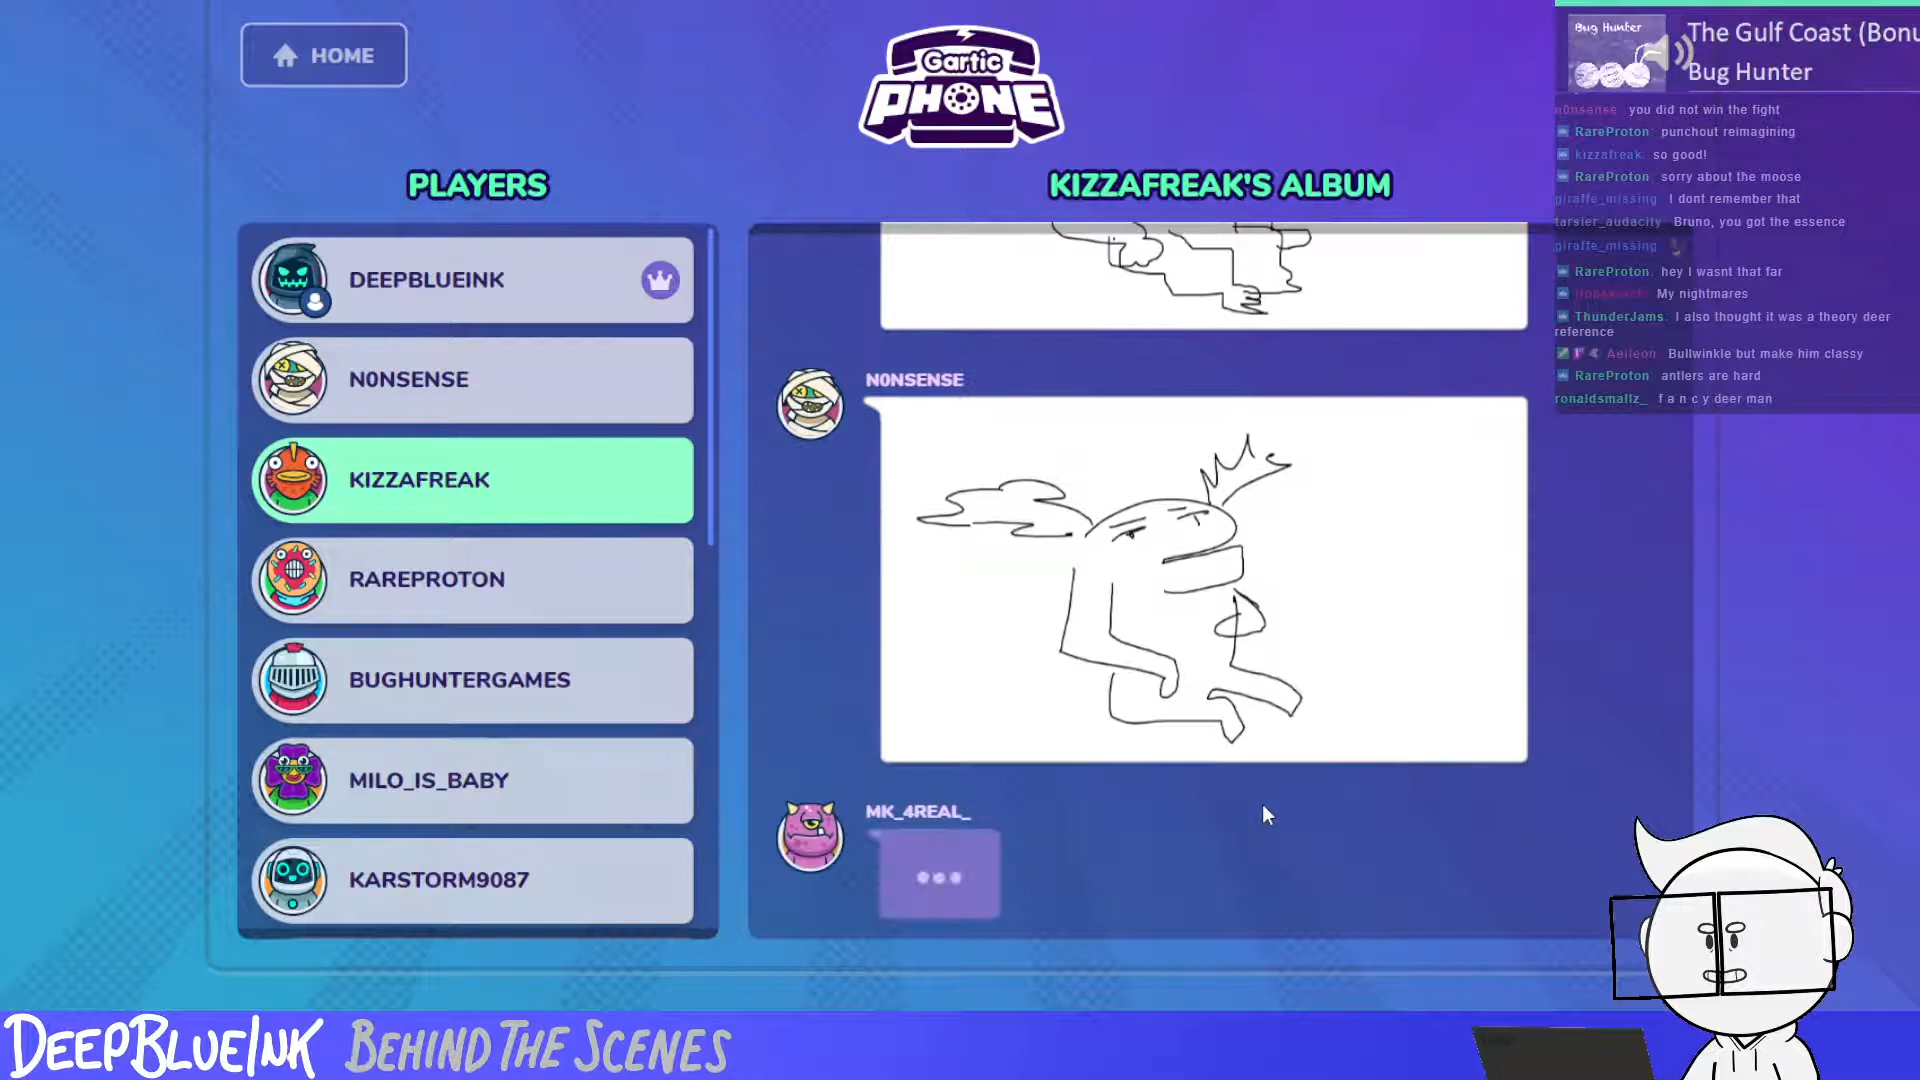 HOME
Gartic
PHONE
PLAYERS
DEEPBLUEINK
N0NSENSE
KIZZAFREAK
RAREPROTON
BUGHUNTERGAMES
MILO_IS_BABY
KARSTORM9087
KIZZAFREAK'S ALBUM
N0NSENSE
MK_4REAL_
Bug Hunter
The Gulf Coast (Bonu
Bug Hunter
n0nsense: you did not win the fight
RareProton: punchout reimagining
kizzafreak: so good!
RareProton: sorry about the moose
giraffe_missing: I dont remember that
tarsier_audacity: Bruno, you got the essence
giraffe_missing:
RareProton: hey I wasnt that far
My nightmares
ThunderJams: I also thought it was a theory deer
reference
Aeileon: Bullwinkle but make him classy
RareProton: antlers are hard
ronaldsmallz_: f a n c y deer man
DEEPBLUEINK BEHIND THE SCENES